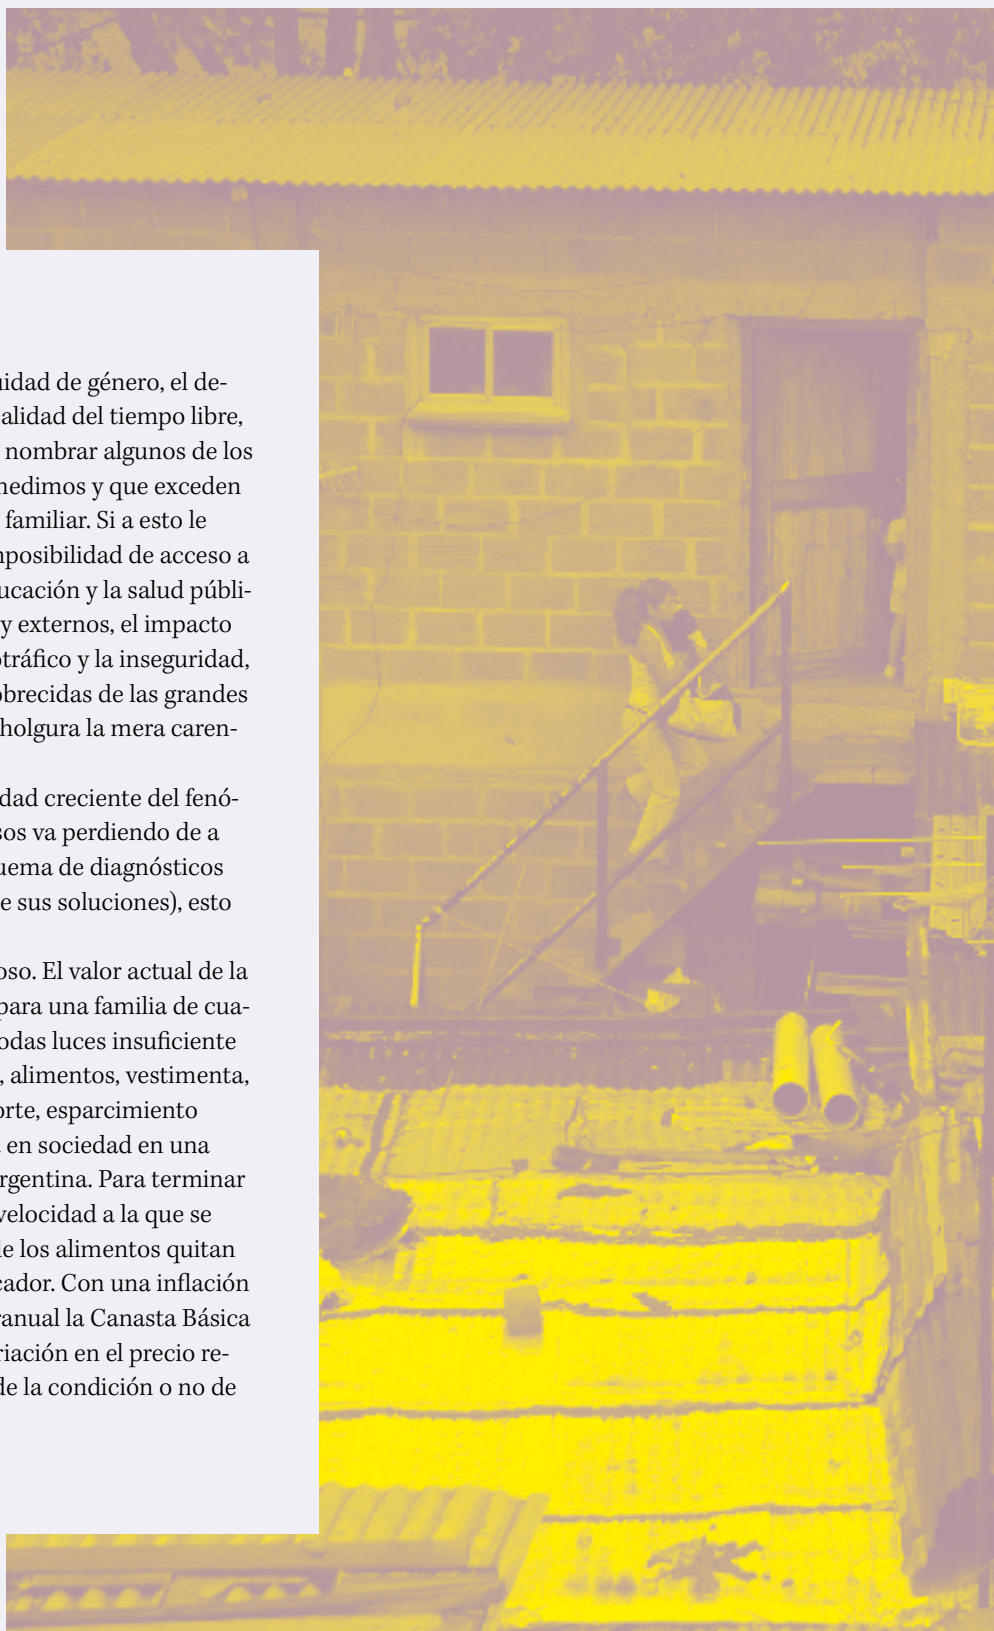 uidad de género, el de-
alidad del tiempo libre,
nombrar algunos de los
medimos y que exceden
familiar. Si a esto le
mposibilidad de acceso a
ucación y la salud públi-
y externos, el impacto
otráfico y la inseguridad,
obrecidas de las grandes
holgura la mera caren-
dad creciente del fenó-
sos va perdiendo de a
uema de diagnósticos
e sus soluciones), esto
oso. El valor actual de la
para una familia de cua-
odas luces insuficiente
, alimentos, vestimenta,
orte, esparcimiento
en sociedad en una
rgentina. Para terminar
velocidad a la que se
de los alimentos quitan
cador. Con una inflación
ranual la Canasta Básica
riación en el precio re-
de la condición o no de